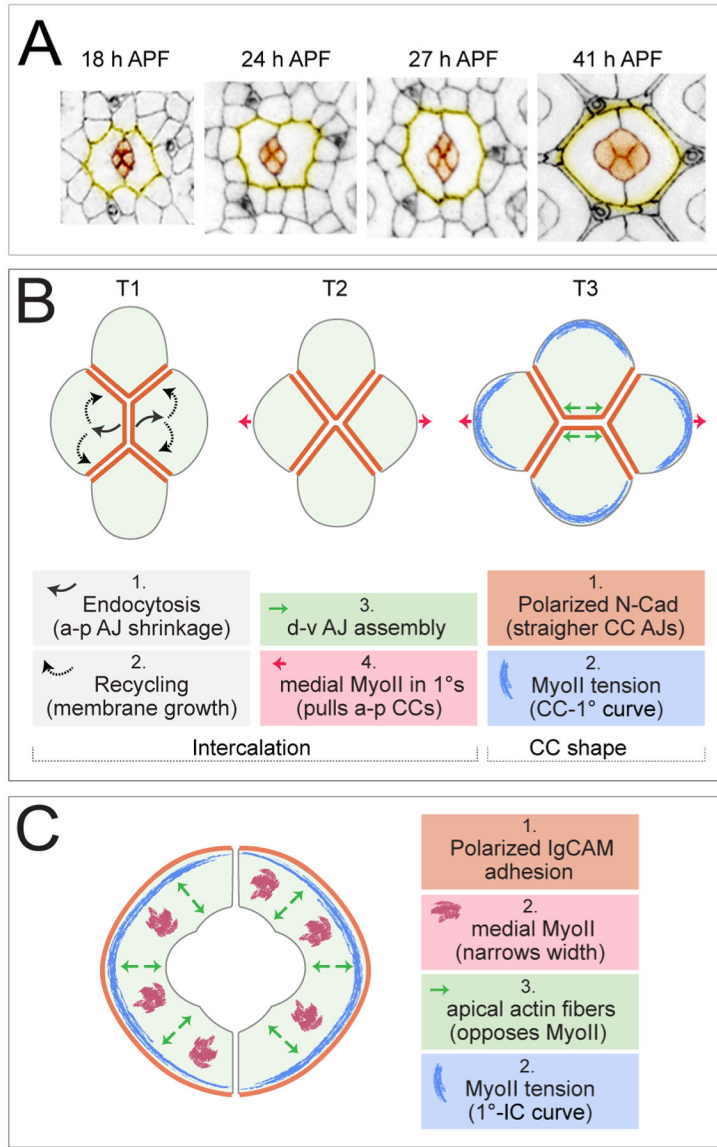 A
18 h APF
24 h APF
27 h APF
41 h APF
B
T1
T2
T3
1.
Endocytosis
(a-p AJ shrinkage)
2.
Recycling
(membrane growth)
3.
d-v AJ assembly
4.
medial MyoII in 1°s
(pulls a-p CCs)
1.
Polarized N-Cad
(straigher CC AJs)
2.
MyoII tension
(CC-1° curve)
Intercalation
CC shape
C
1.
Polarized IgCAM
adhesion
2.
medial MyoII
(narrows width)
3.
apical actin fibers
(opposes MyoII)
2.
MyoII tension
(1°-IC curve)